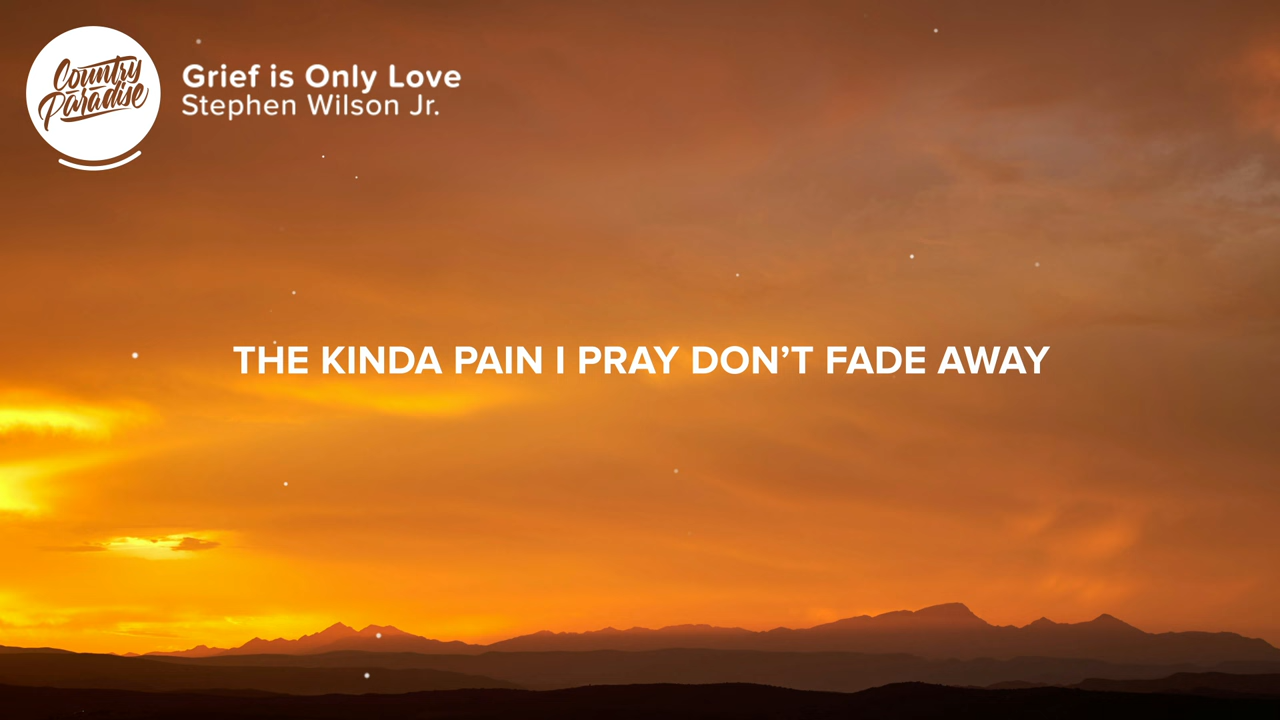 Country
Paradise
Grief is Only Love
Stephen Wilson Jr.
THE KINDA PAIN I PRAY DON’T FADE AWAY